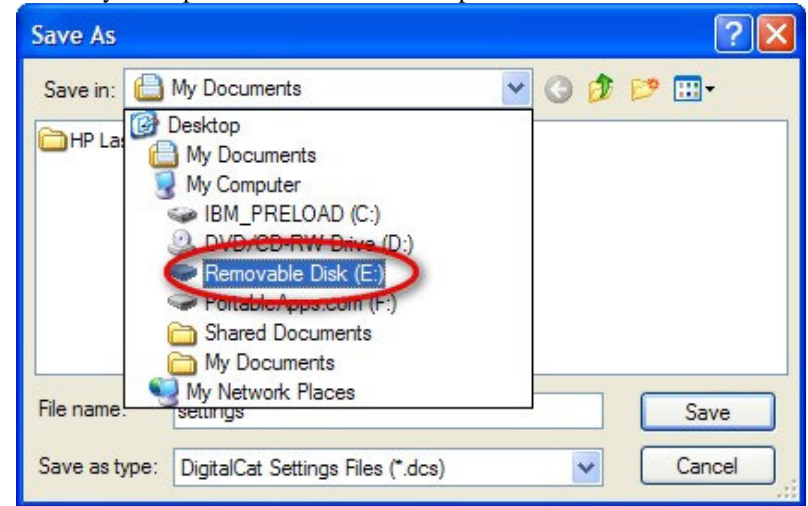 Save As
Save in: My Documents
HP La
Desktop
My Documents
My Computer
IBM_PRELOAD (C:)
DVD/CD-RW Drive (D:)
Removable Disk (E:)
PortableApps.com (F:)
Shared Documents
My Documents
My Network Places
File name: settings
Save
Save as type: DigitalCat Settings Files (*.dcs)
Cancel